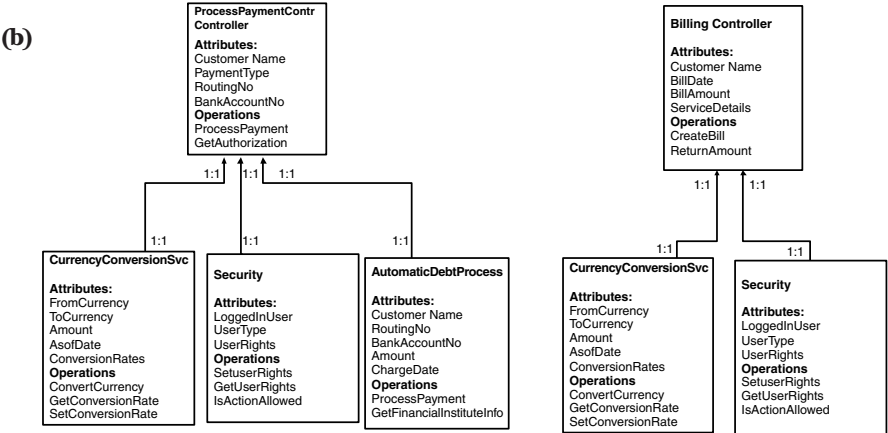 (b)
ProcessPaymentContr
Controller
Attributes:
Customer Name
PaymentType
RoutingNo
BankAccountNo
Operations
ProcessPayment
GetAuthorization
1:1
1:1
1:1
1:1
1:1
1:1
CurrencyConversionSvc
Attributes:
FromCurrency
ToCurrency
Amount
AsofDate
ConversionRates
Operations
ConvertCurrency
GetConversionRate
SetConversionRate
Security
Attributes:
LoggedInUser
UserType
UserRights
Operations
SetuserRights
GetUserRights
IsActionAllowed
AutomaticDebtProcess
Attributes:
Customer Name
RoutingNo
BankAccountNo
Amount
ChargeDate
Operations
ProcessPayment
GetFinancialInstituteInfo
Billing Controller
Attributes:
Customer Name
BillDate
BillAmount
ServiceDetails
Operations
CreateBill
ReturnAmount
1:1
1:1
1:1
1:1
CurrencyConversionSvc
Attributes:
FromCurrency
ToCurrency
Amount
AsofDate
ConversionRates
Operations
ConvertCurrency
GetConversionRate
SetConversionRate
Security
Attributes:
LoggedInUser
UserType
UserRights
Operations
SetuserRights
GetUserRights
IsActionAllowed